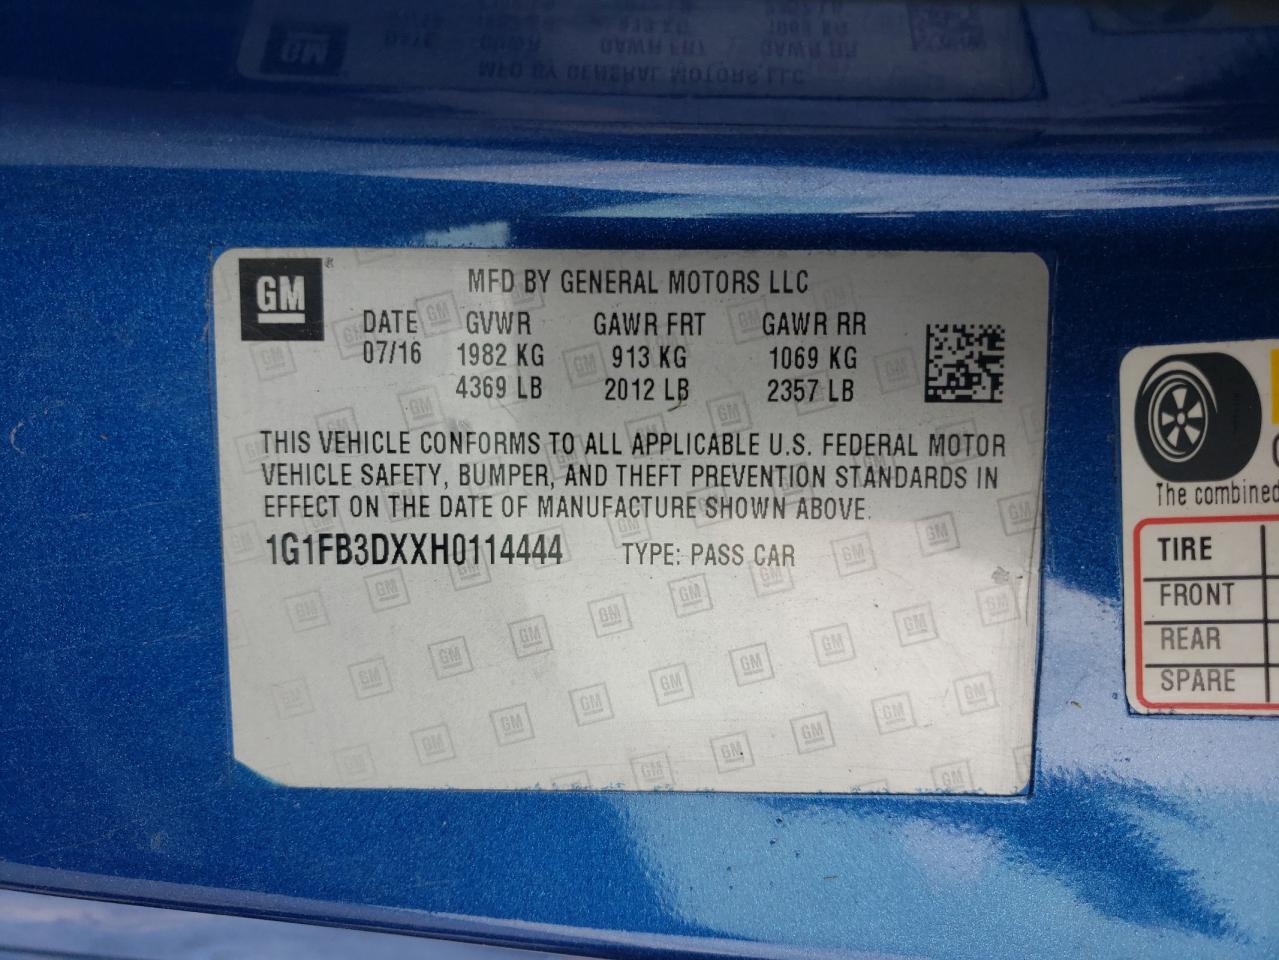 GM
MFD BY GENERAL MOTORS LLC
DATE GVWR GAWR FRT GAWR RR
07/16 1982 KG 913 KG 1069 KG
4369 LB 2012 LB 2357 LB
THIS VEHICLE CONFORMS TO ALL APPLICABLE U.S. FEDERAL MOTOR
VEHICLE SAFETY, BUMPER, AND THEFT PREVENTION STANDARDS IN
EFFECT ON THE DATE OF MANUFACTURE SHOWN ABOVE.
1G1FB3DXXH0114444 TYPE: PASS CAR
The combined
TIRE
FRONT
REAR
SPARE